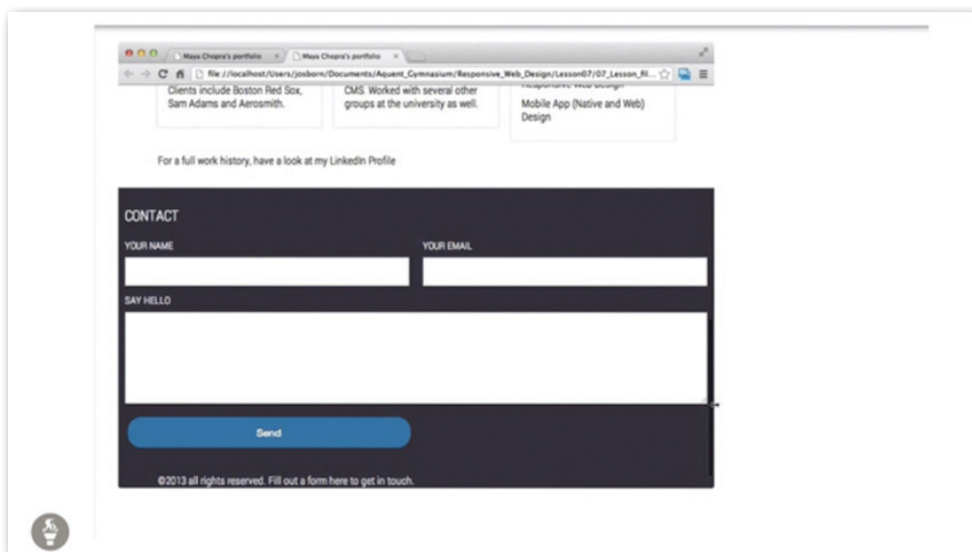 Maya Chopra's portfolio
Maya Chopra's portfolio
file://localhost/Users/josborn/Documents/Aquent_Gymnasium/Responsive_Web_Design/Lesson07/07_Lesson_fil...
Clients include Boston Red Sox,
Sam Adams and Aerosmith.
CMS. Worked with several other
groups at the university as well.
Responsive Web Design
Mobile App (Native and Web)
Design
For a full work history, have a look at my LinkedIn Profile
CONTACT
YOUR NAME
YOUR EMAIL
SAY HELLO
Send
©2013 all rights reserved. Fill out a form here to get in touch.